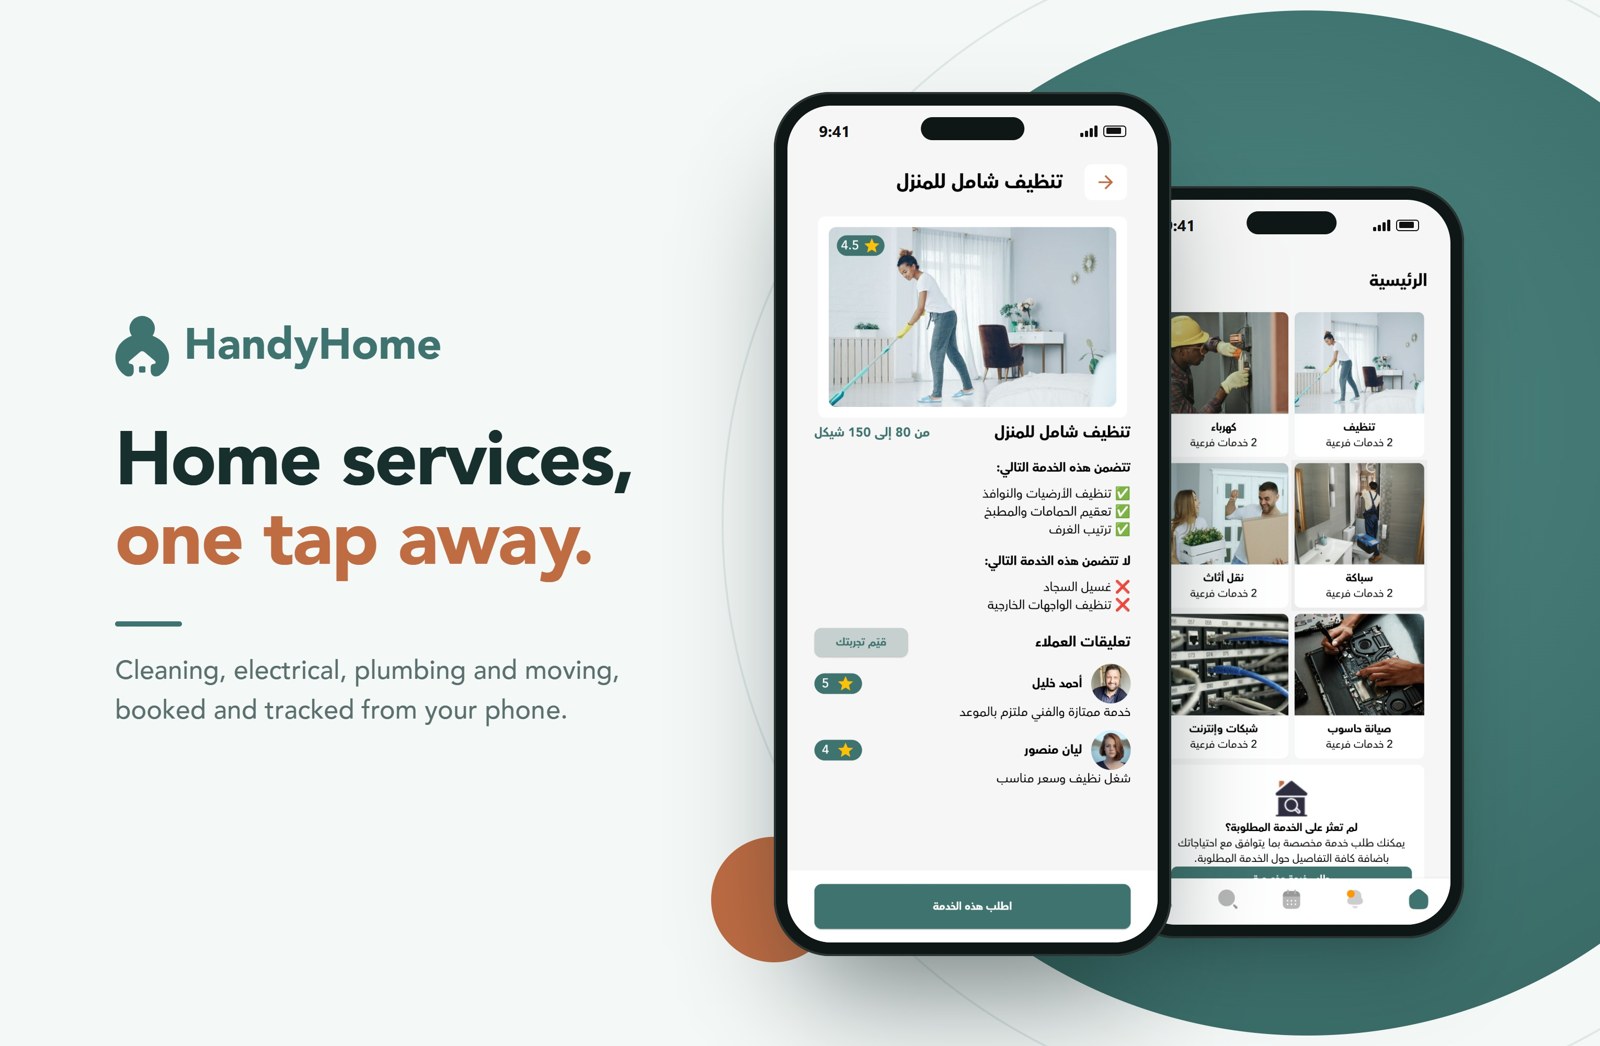 HandyHome
Home services,
one tap away.
Cleaning, electrical, plumbing and moving,
booked and tracked from your phone.
9:41
تنظيف شامل للمنزل
4.5
تنظيف شامل للمنزل
من 80 إلى 150 شيكل
تتضمن هذه الخدمة التالي:
✅ تنظيف الأرضيات والنوافذ
✅ تعقيم الحمامات والمطبخ
✅ ترتيب الغرف
لا تتضمن هذه الخدمة التالي:
❌ غسيل السجاد
❌ تنظيف الواجهات الخارجية
تعليقات العملاء
قيّم تجربتك
أحمد خليل
5
خدمة ممتازة والفني ملتزم بالموعد
ليان منصور
4
شغل نظيف وسعر مناسب
اطلب هذه الخدمة
9:41
الرئيسية
تنظيف
2 خدمات فرعية
كهرباء
2 خدمات فرعية
سباكة
2 خدمات فرعية
نقل أثاث
2 خدمات فرعية
صيانة حاسوب
2 خدمات فرعية
شبكات وإنترنت
2 خدمات فرعية
لم تعثر على الخدمة المطلوبة؟
يمكنك طلب خدمة مخصصة بما يتوافق مع احتياجاتك
باضافة كافة التفاصيل حول الخدمة المطلوبة.